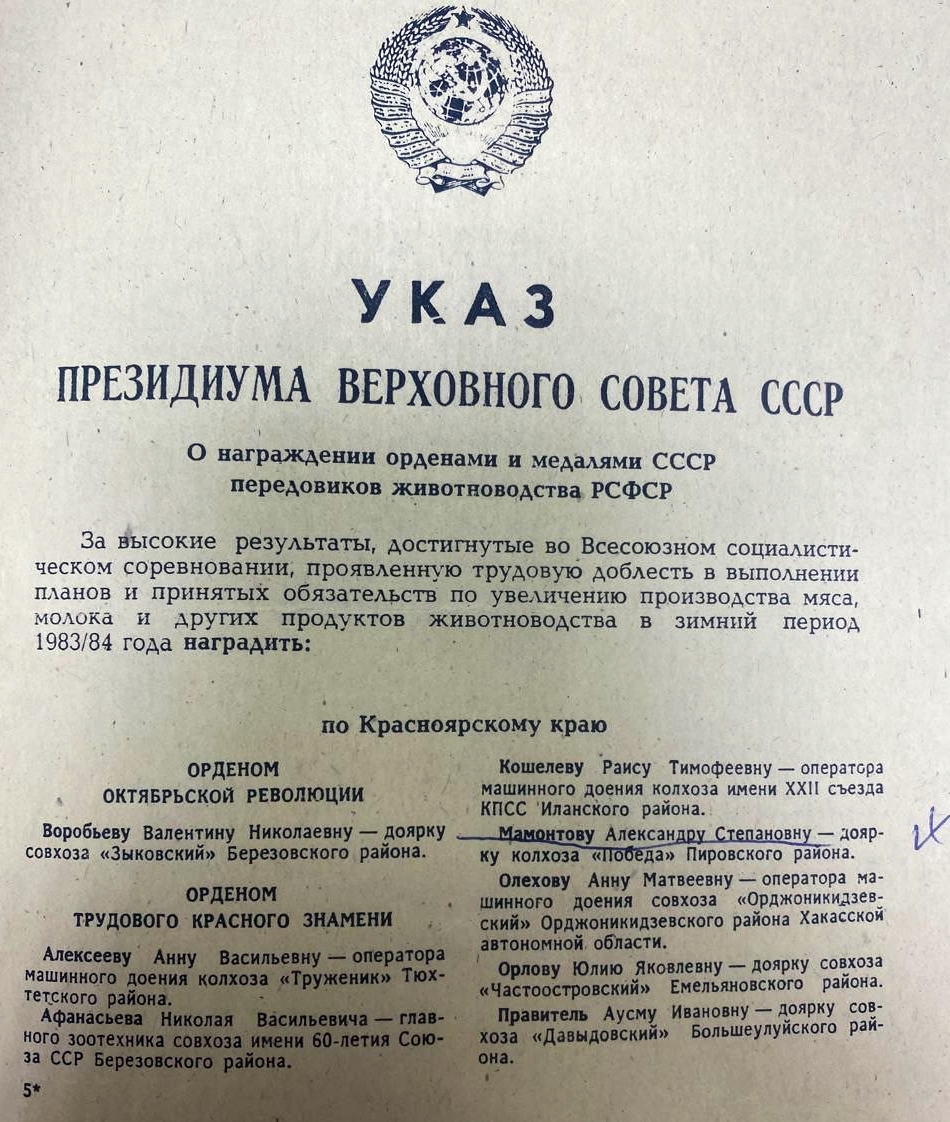 УКАЗ
ПРЕЗИДИУМА ВЕРХОВНОГО СОВЕТА СССР
О награждении орденами и медалями СССР
передовиков животноводства РСФСР
За высокие результаты, достигнутые во Всесоюзном социалисти-
ческом соревновании, проявленную трудовую доблесть в выполнении
планов и принятых обязательств по увеличению производства мяса,
молока и других продуктов животноводства в зимний период
1983/84 года наградить:
по Красноярскому краю
ОРДЕНОМ
ОКТЯБРЬСКОЙ РЕВОЛЮЦИИ
Воробьеву Валентину Николаевну — доярку
совхоза «Зыковский» Березовского района.
ОРДЕНОМ
ТРУДОВОГО КРАСНОГО ЗНАМЕНИ
Алексееву Анну Васильевну — оператора
машинного доения колхоза «Труженик» Тюх-
тетского района.
Афанасьева Николая Васильевича — глав-
ного зоотехника совхоза имени 60-летия Сою-
за ССР Березовского района.
5*
Кошелеву Раису Тимофеевну — оператора
машинного доения колхоза имени XXII съезда
КПСС Иланского района.
Мамонтову Александру Степановну — дояр-
ку колхоза «Победа» Пировского района.
Олехову Анну Матвеевну — оператора ма-
шинного доения совхоза «Орджоникидзев-
ский» Орджоникидзевского района Хакасской
автономной области.
Орлову Юлию Яковлевну — доярку совхоза
«Частоостровский» Емельяновского района.
Правитель Аусму Ивановну — доярку сов-
хоза «Давыдовский» Большеулуйского рай-
она.